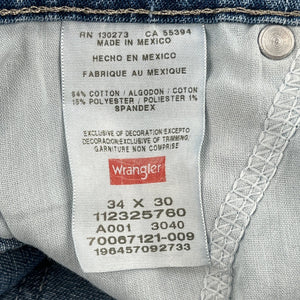 RN 130273 CA 55394
MADE IN MEXICO
HECHO EN MEXICO
FABRIQUE AU MEXIQUE
84% COTTON / ALGODON / COTON
15% POLYESTER / POLIESTER 1%
SPANDEX
EXCLUSIVE OF DECORATION EXCEPTO
DECORACION/EXCLUSIVE OF TRIMMING
GARNITURE NON COMPRISE
Wrangler
34 X 30
112325760
A001 3040
70067121-009
196457092733